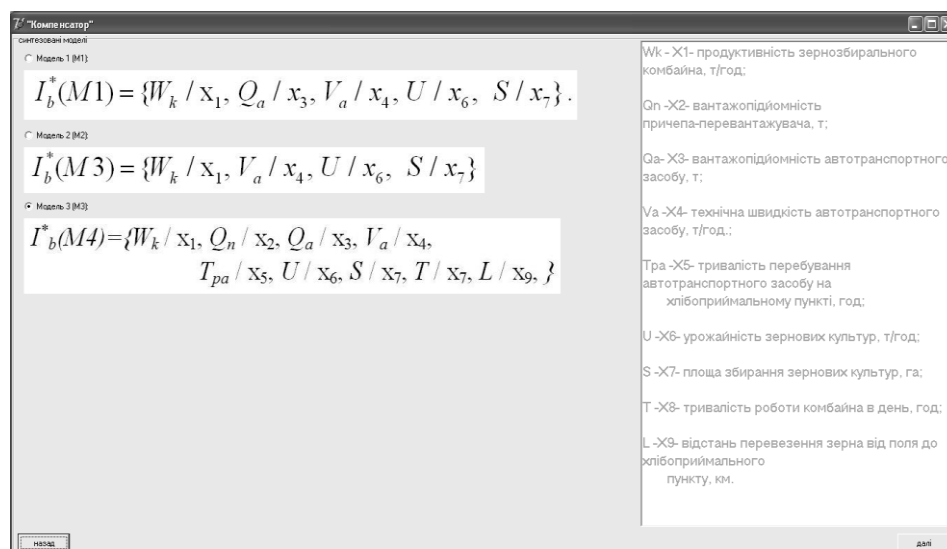 "Компенсатор"
синтезовані моделі
Модель 1 (M1):
I*b(M1) = {Wk / x1, Qa / x3, Va / x4, U / x6, S / x7}.
Модель 2 (M2):
I*b(M3) = {Wk / x1, Va / x4, U / x6, S / x7}
Модель 3 (M3):
I*b(M4)={Wk / x1, Qn / x2, Qa / x3, Va / x4,
Tpa / x5, U / x6, S / x7, T / x7, L / x9, }
Wk - X1- продуктивність зернозбирального
комбайна, т/год;
Qn -X2- вантажопідйомність
причепа-перевантажувача, т;
Qa- X3- вантажопідйомність автотранспортного
засобу, т;
Va -X4- технічна швидкість автотранспортного
засобу, т/год.;
Tpa -X5- тривалість перебування
автотранспортного засобу на
хлібоприймальному пункті, год;
U -X6- урожайність зернових культур, т/год;
S -X7- площа збирання зернових культур, га;
T -X8- тривалість роботи комбайна в день, год;
L -X9- відстань перевезення зерна від поля до
хлібоприймального
пункту, км.
назад
далі